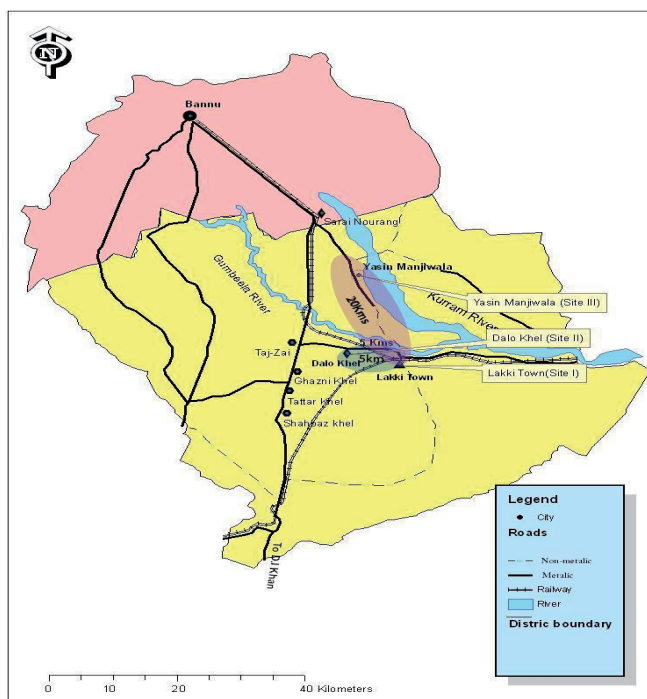 N
Bannu
Sarai Nourang
Gumbeela River
Yasin Manjiwala
20Kms
Kurram River
Yasin Manjiwala (Site III)
Dalo Khel (Site II)
Lakki Town(Site I)
5 Kms
5km
Taj-Zai
Dalo Khel
Lakki Town
Ghazni Khel
Tattar Khel
Shahbaz khel
To D.I Khan
Legend
City
Roads
Non-metalic
Metalic
Railway
River
Distric boundary
0 10 20 40 Kilometers